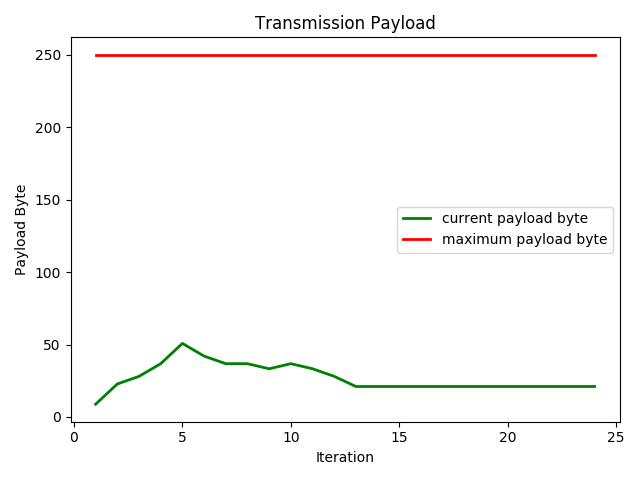 Transmission Payload
250
200
150
100
50
0
Payload Byte
current payload byte
maximum payload byte
0 5 10 15 20 25
Iteration